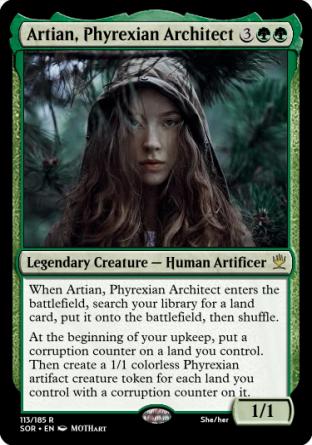 Artian, Phyrexian Architect 3
Legendary Creature — Human Artificer
When Artian, Phyrexian Architect enters the
battlefield, search your library for a land
card, put it onto the battlefield, then shuffle.
At the beginning of your upkeep, put a
corruption counter on a land you control.
Then create a 1/1 colorless Phyrexian
artifact creature token for each land you
control with a corruption counter on it.
1/1
113/185 R She/her
SOR • EN MOTHart